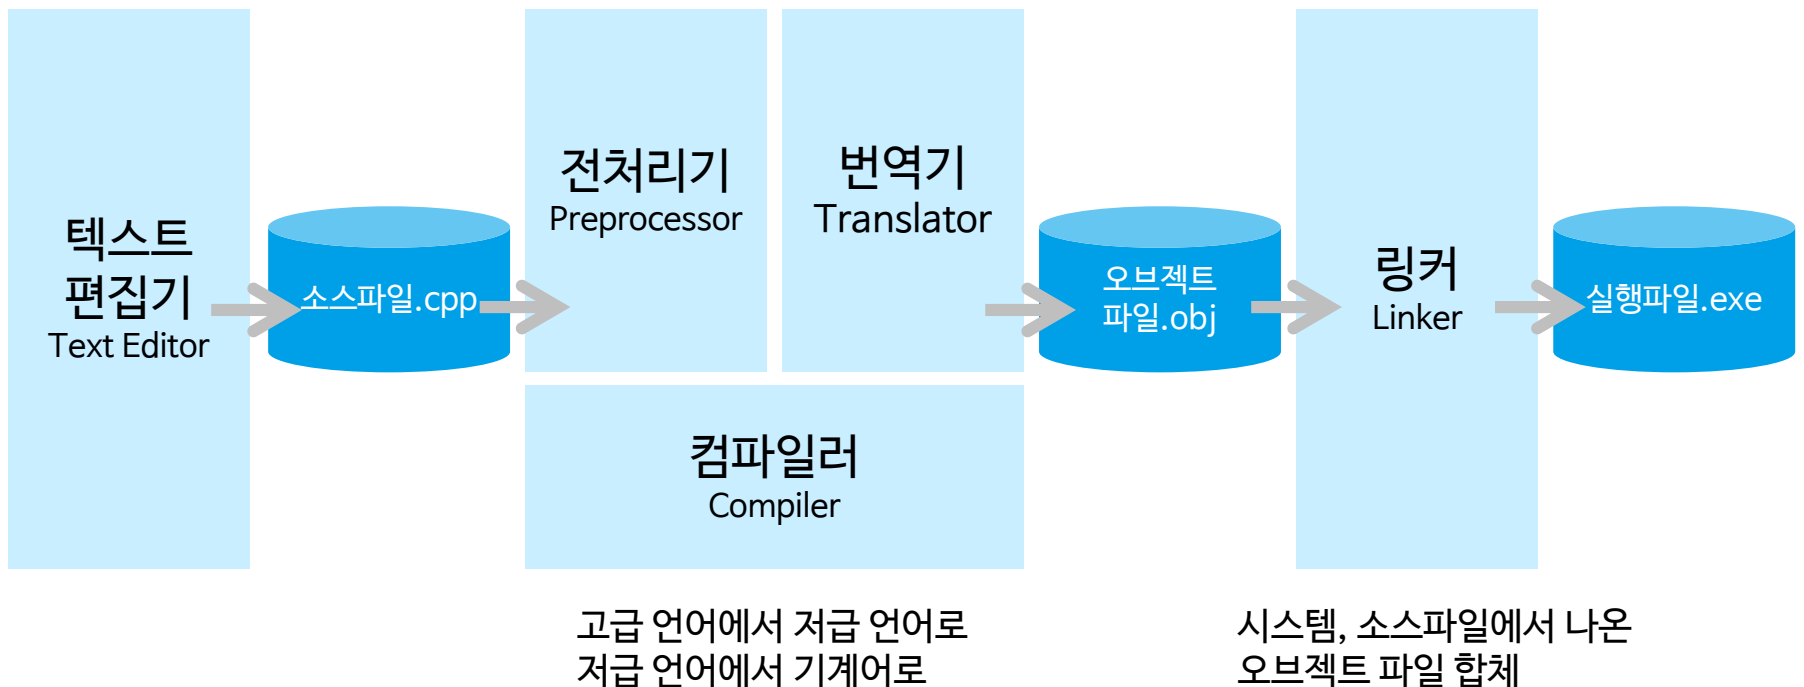 텍스트
편집기
Text Editor
소스파일.cpp
전처리기
Preprocessor
번역기
Translator
컴파일러
Compiler
오브젝트
파일.obj
링커
Linker
실행파일.exe
고급 언어에서 저급 언어로
저급 언어에서 기계어로
시스템, 소스파일에서 나온
오브젝트 파일 합체